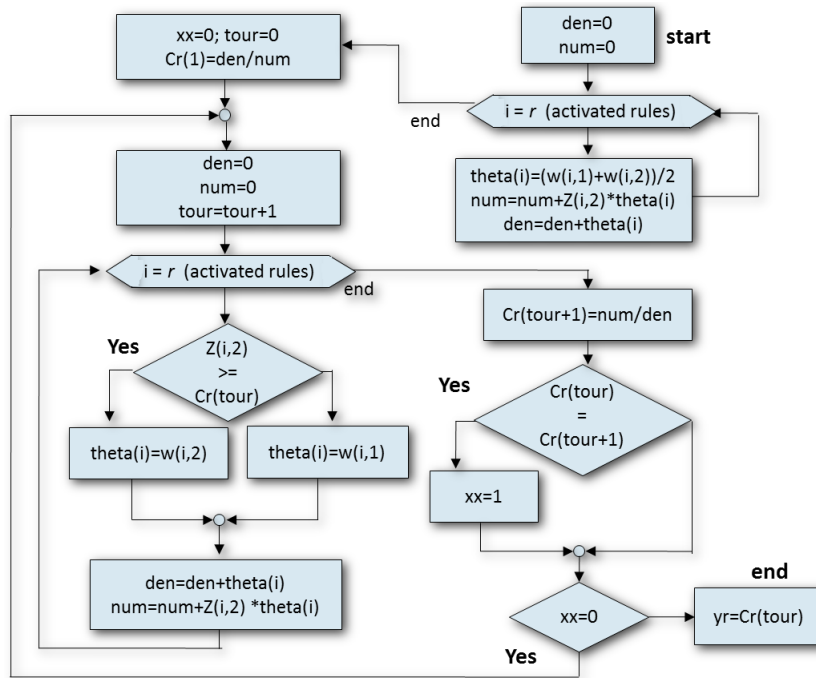 den=0
num=0
start
i = r (activated rules)
end
theta(i)=(w(i,1)+w(i,2))/2
num=num+Z(i,2)*theta(i)
den=den+theta(i)
xx=0; tour=0
Cr(1)=den/num
den=0
num=0
tour=tour+1
i = r (activated rules)
end
Yes
Z(i,2)
>=
Cr(tour)
theta(i)=w(i,2)
theta(i)=w(i,1)
den=den+theta(i)
num=num+Z(i,2) *theta(i)
Cr(tour+1)=num/den
Yes
Cr(tour)
=
Cr(tour+1)
xx=1
xx=0
Yes
end
yr=Cr(tour)